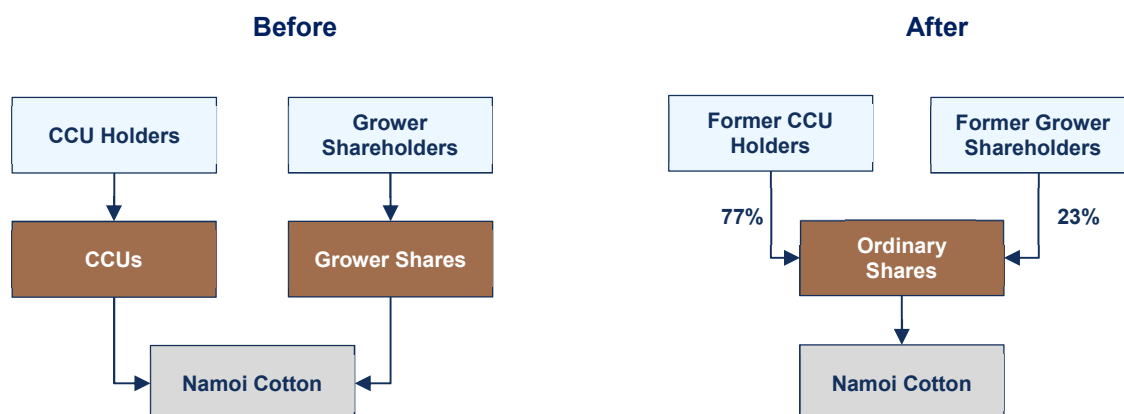 Before
After
CCU Holders
Grower
Shareholders
Former CCU
Holders
Former Grower
Shareholders
77%
23%
CCUs
Grower Shares
Ordinary
Shares
Namoi Cotton
Namoi Cotton